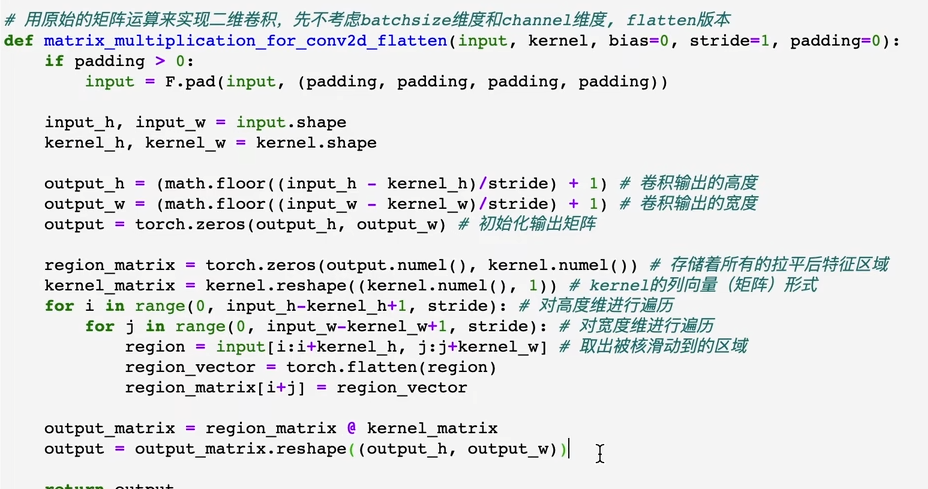 # 用原始的矩阵运算来实现二维卷积，先不考虑batchsize维度和channel维度, flatten版本
def matrix_multiplication_for_conv2d_flatten(input, kernel, bias=0, stride=1, padding=0):
    if padding > 0:
        input = F.pad(input, (padding, padding, padding, padding))

    input_h, input_w = input.shape
    kernel_h, kernel_w = kernel.shape

    output_h = (math.floor((input_h - kernel_h)/stride) + 1) # 卷积输出的高度
    output_w = (math.floor((input_w - kernel_w)/stride) + 1) # 卷积输出的宽度
    output = torch.zeros(output_h, output_w) # 初始化输出矩阵

    region_matrix = torch.zeros(output.numel(), kernel.numel()) # 存储着所有的拉平后特征区域
    kernel_matrix = kernel.reshape((kernel.numel(), 1)) # kernel的列向量（矩阵）形式
    for i in range(0, input_h-kernel_h+1, stride): # 对高度维进行遍历
        for j in range(0, input_w-kernel_w+1, stride): # 对宽度维进行遍历
            region = input[i:i+kernel_h, j:j+kernel_w] # 取出被核滑动到的区域
            region_vector = torch.flatten(region)
            region_matrix[i+j] = region_vector

    output_matrix = region_matrix @ kernel_matrix
    output = output_matrix.reshape((output_h, output_w))

    return output